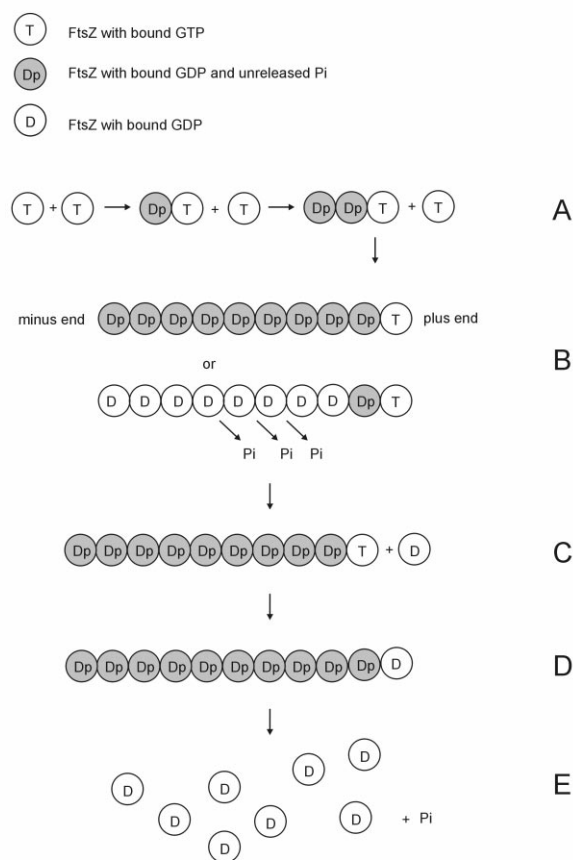 T FtsZ with bound GTP
Dp FtsZ with bound GDP and unreleased Pi
D FtsZ wih bound GDP
T + T Dp T + T Dp Dp T + T A
minus end Dp Dp Dp Dp Dp Dp Dp Dp Dp T plus end
or B
D D D D D D D D Dp T
Pi Pi Pi
Dp Dp Dp Dp Dp Dp Dp Dp Dp T + D C
Dp Dp Dp Dp Dp Dp Dp Dp Dp Dp D D
D D D D D D D D + Pi E